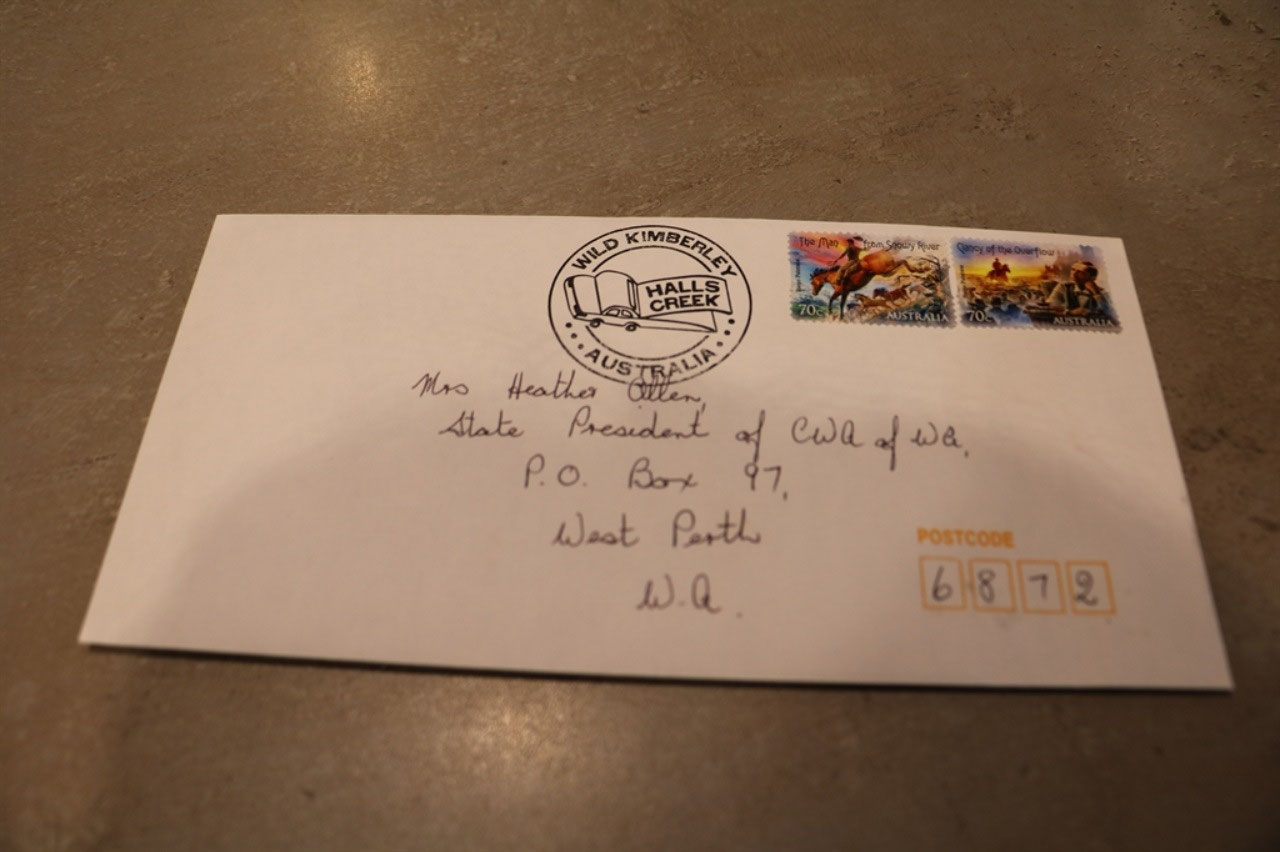 WILD KIMBERLEY
HALLS
CREEK
AUSTRALIA
The Man from Snowy River
70c
AUSTRALIA
Clancy of the Overflow
70c
AUSTRALIA
Mrs Heather Allen,
State President of CWA of WA,
P.O. Box 97,
West Perth
W.A.
POSTCODE
6872